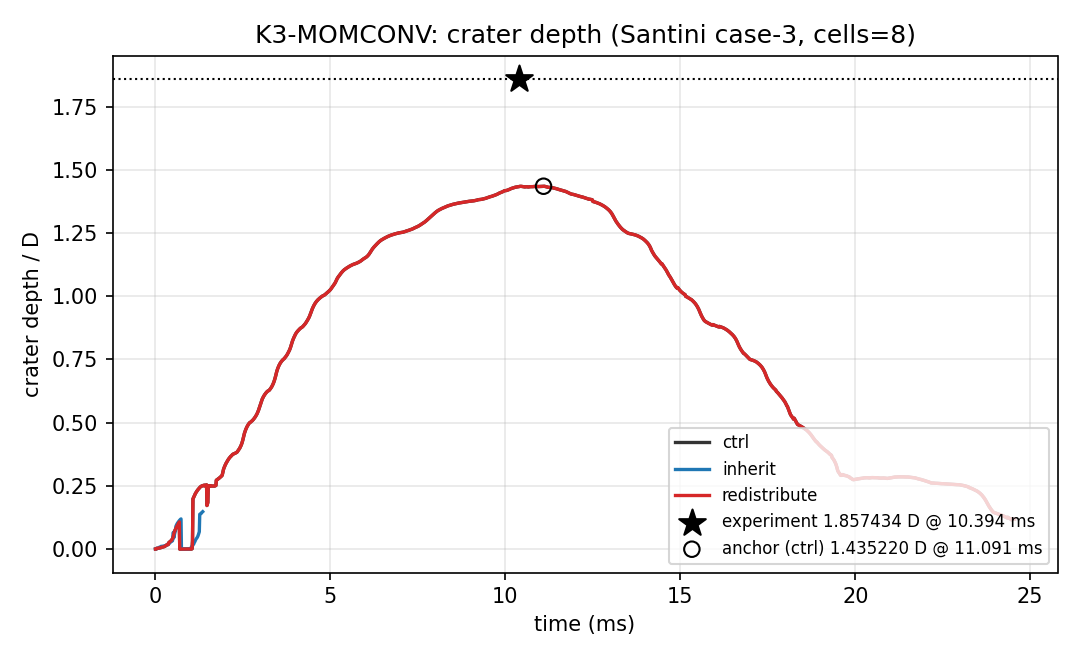 K3-MOMCONV: crater depth (Santini case-3, cells=8)
crater depth / D
1.75
1.50
1.25
1.00
0.75
0.50
0.25
0.00
ctrl
inherit
redistribute
experiment 1.857434 D @ 10.394 ms
anchor (ctrl) 1.435220 D @ 11.091 ms
0 5 10 15 20 25
time (ms)